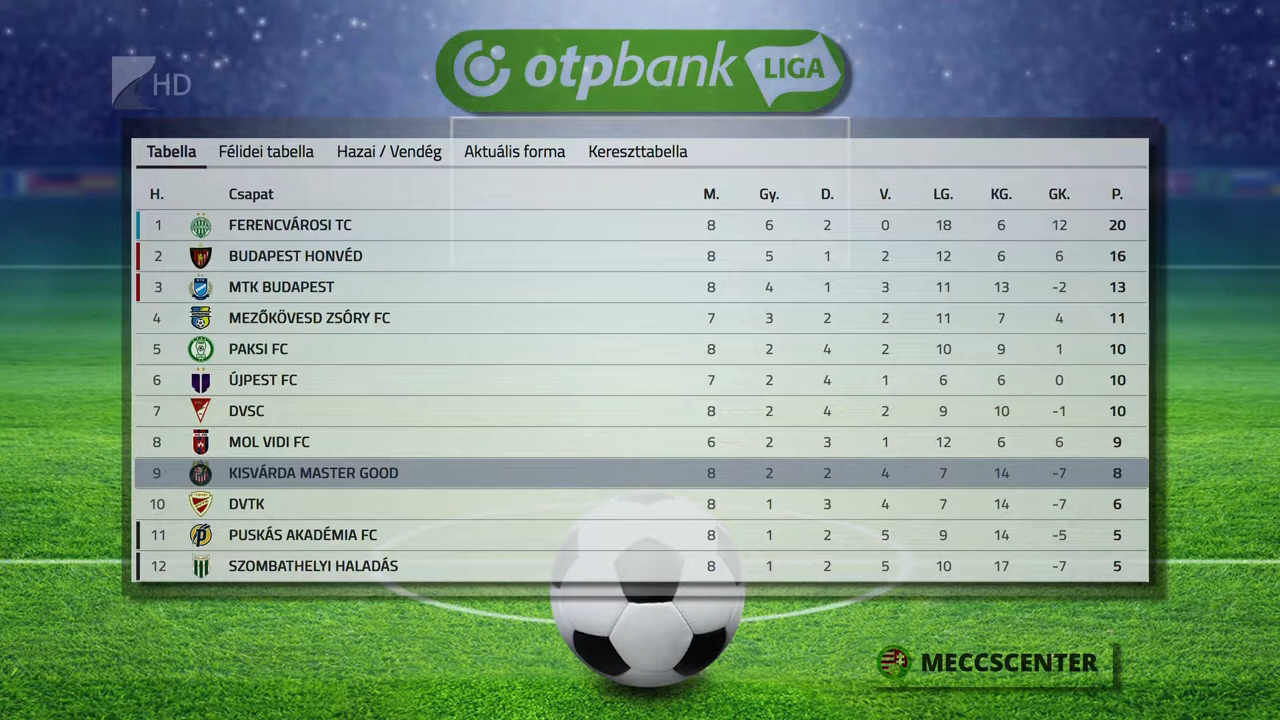 otpbank LIGA
HD
Tabella Félidei tabella Hazai / Vendég Aktuális forma Kereszttabella
H. Csapat M. Gy. D. V. LG. KG. GK. P.
1 FERENCVÁROSI TC 8 6 2 0 18 6 12 20
2 BUDAPEST HONVÉD 8 5 1 2 12 6 6 16
3 MTK BUDAPEST 8 4 1 3 11 13 -2 13
4 MEZŐKÖVESD ZSÓRY FC 7 3 2 2 11 7 4 11
5 PAKSI FC 8 2 4 2 10 9 1 10
6 ÚJPEST FC 7 2 4 1 6 6 0 10
7 DVSC 8 2 4 2 9 10 -1 10
8 MOL VIDI FC 6 2 3 1 12 6 6 9
9 KISVÁRDA MASTER GOOD 8 2 2 4 7 14 -7 8
10 DVTK 8 1 3 4 7 14 -7 6
11 PUSKÁS AKADÉMIA FC 8 1 2 5 9 14 -5 5
12 SZOMBATHELYI HALADÁS 8 1 2 5 10 17 -7 5
MECCSCENTER